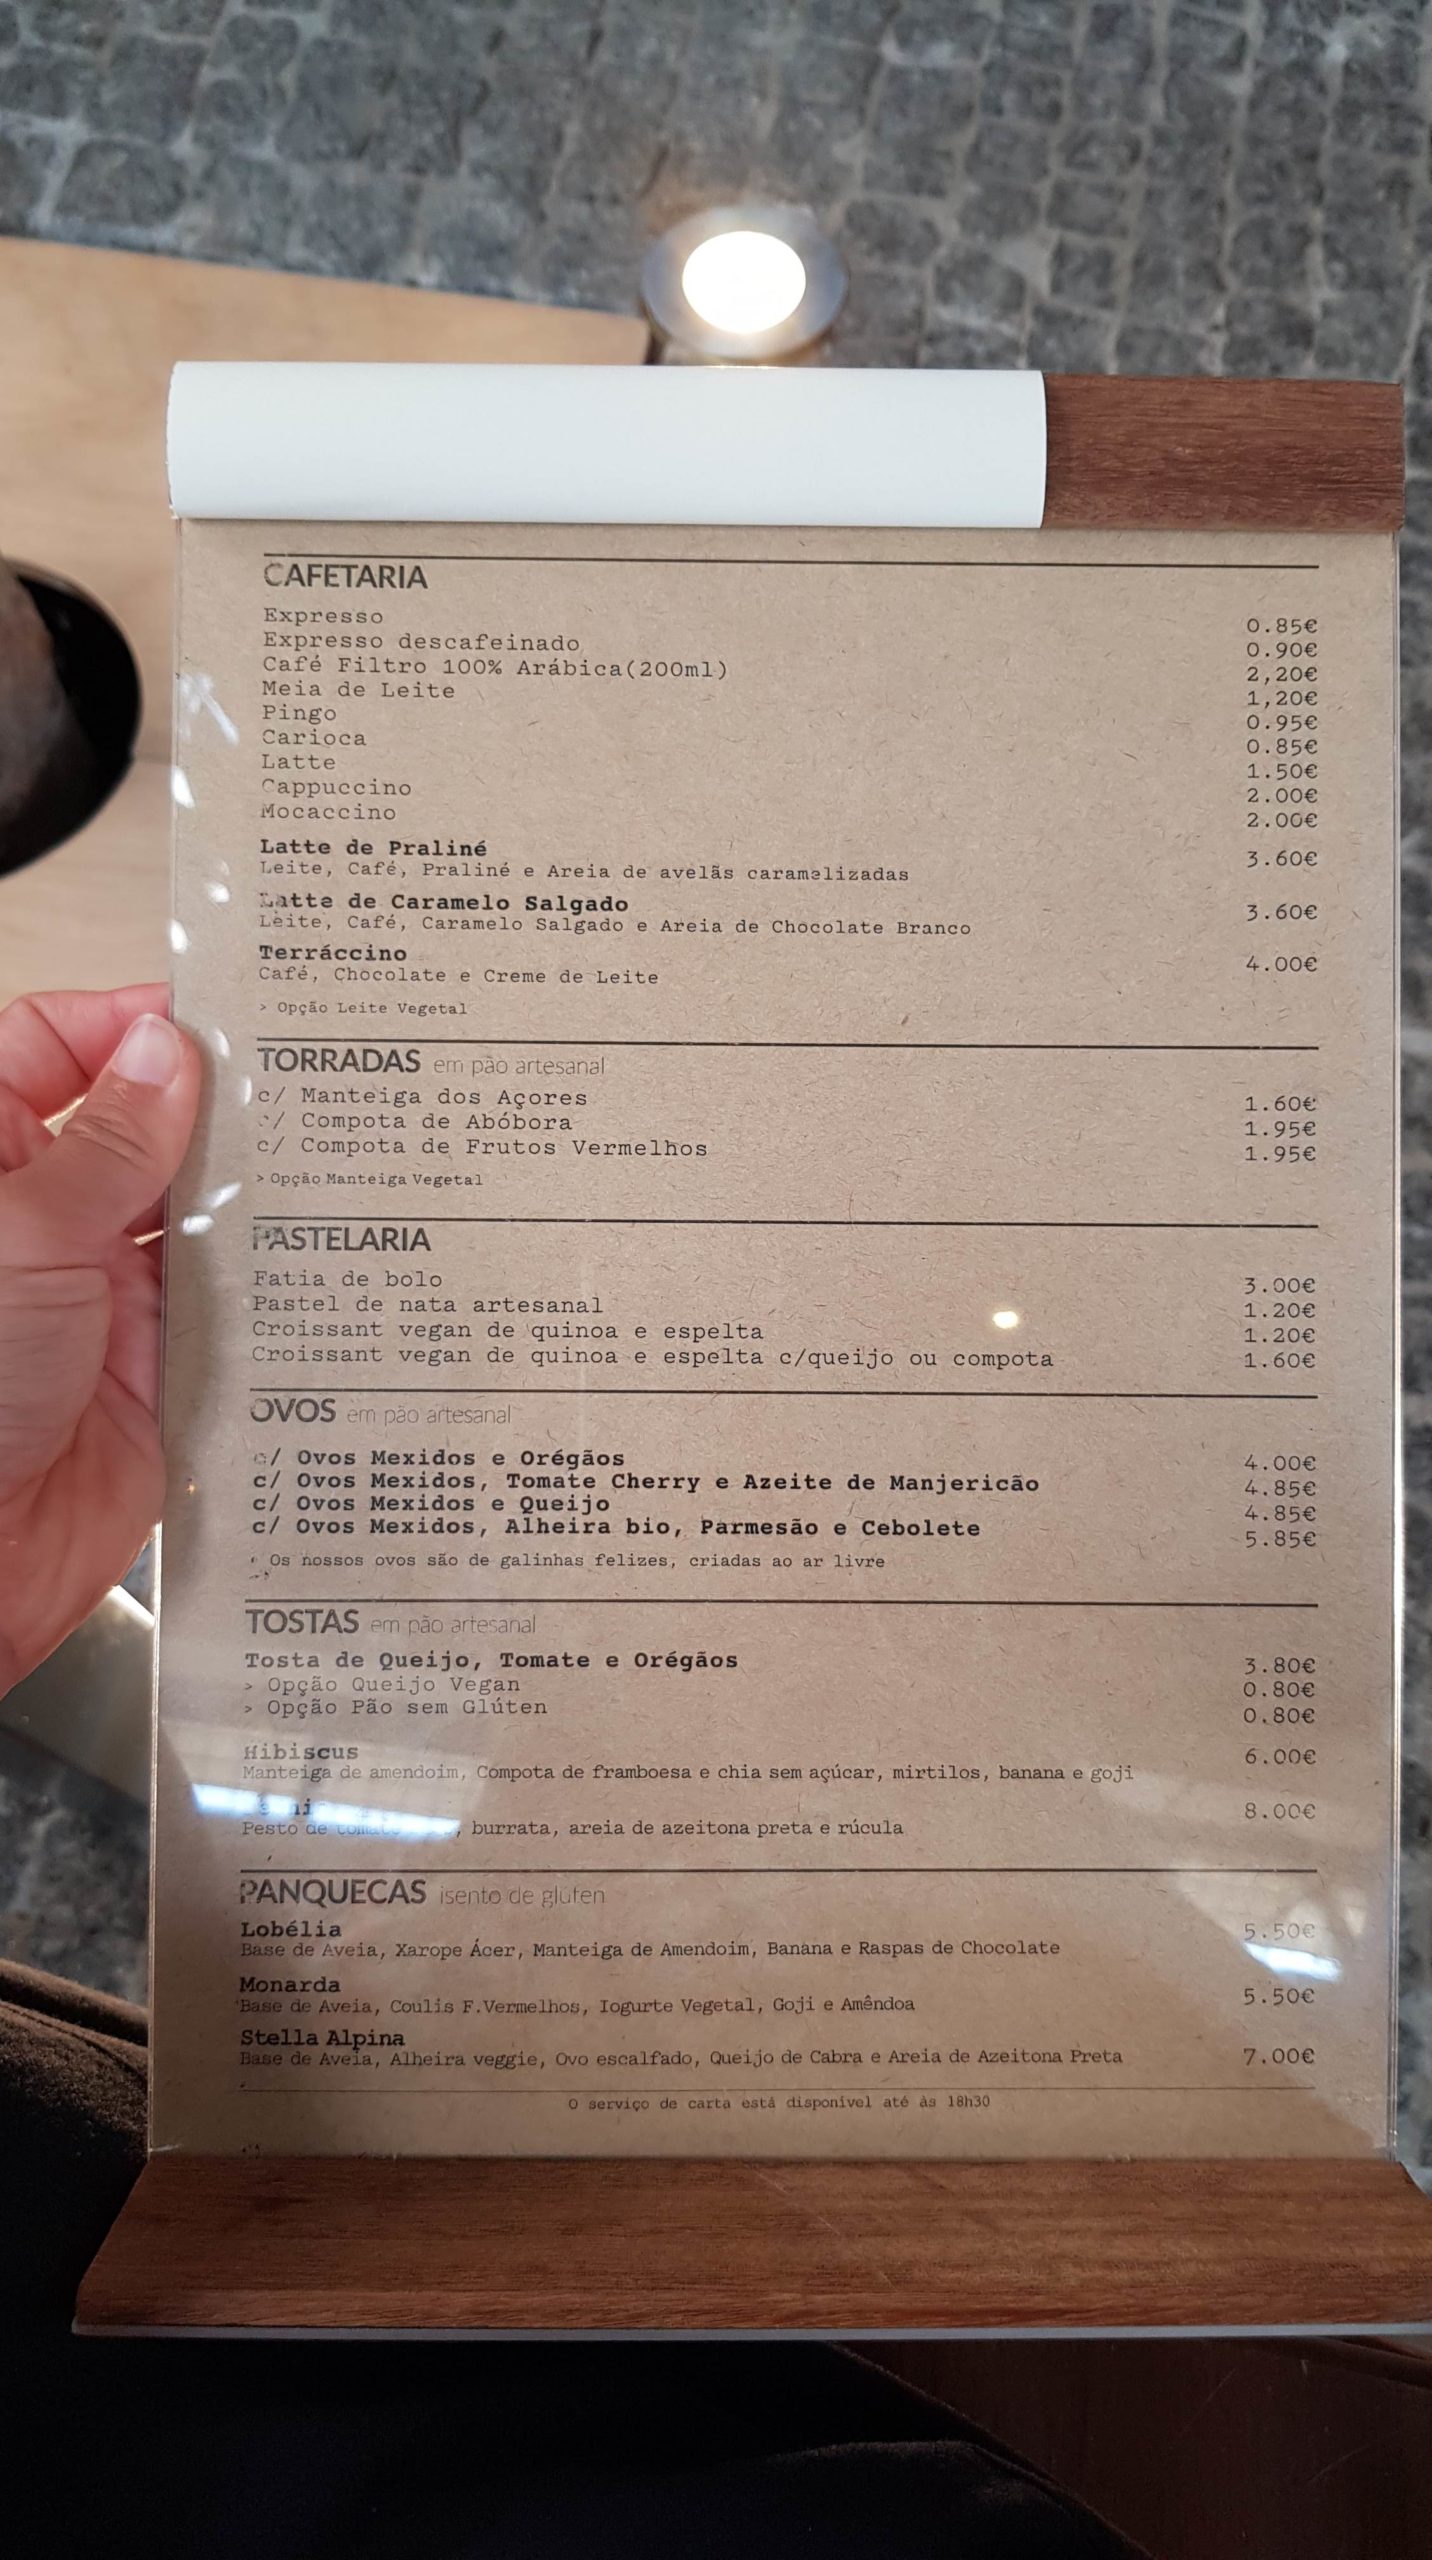 CAFETARIA
Expresso 0.85€
Expresso descafeinado 0.90€
Café Filtro 100% Arábica(200ml) 2,20€
Meia de Leite 1,20€
Pingo 0.95€
Carioca 0.85€
Latte 1.50€
Cappuccino 2.00€
Mocaccino 2.00€
Latte de Praliné 3.60€
Leite, Café, Praliné e Areia de avelãs caramelizadas
Latte de Caramelo Salgado 3.60€
Leite, Café, Caramelo Salgado e Areia de Chocolate Branco
Terráccino 4.00€
Café, Chocolate e Creme de Leite
> Opção Leite Vegetal
TORRADAS em pão artesanal
c/ Manteiga dos Açores 1.60€
c/ Compota de Abóbora 1.95€
c/ Compota de Frutos Vermelhos 1.95€
> Opção Manteiga Vegetal
PASTELARIA
Fatia de bolo 3.00€
Pastel de nata artesanal 1.20€
Croissant vegan de quinoa e espelta 1.20€
Croissant vegan de quinoa e espelta c/queijo ou compota 1.60€
OVOS em pão artesanal
c/ Ovos Mexidos e Orégãos 4.00€
c/ Ovos Mexidos, Tomate Cherry e Azeite de Manjericão 4.85€
c/ Ovos Mexidos e Queijo 4.85€
c/ Ovos Mexidos, Alheira bio, Parmesão e Cebolete 5.85€
Os nossos ovos são de galinhas felizes, criadas ao ar livre
TOSTAS em pão artesanal
Tosta de Queijo, Tomate e Orégãos 3.80€
> Opção Queijo Vegan 0.80€
> Opção Pão sem Glúten 0.80€
Hibiscus 6.00€
Manteiga de amendoim, Compota de framboesa e chia sem açúcar, mirtilos, banana e goji
8.00€
Pesto de tomate , burrata, areia de azeitona preta e rúcula
PANQUECAS isento de glúten
Lobélia 5.50€
Base de Aveia, Xarope Ácer, Manteiga de Amendoim, Banana e Raspas de Chocolate
Monarda 5.50€
Base de Aveia, Coulis F.Vermelhos, Iogurte Vegetal, Goji e Amêndoa
Stella Alpina 7.00€
Base de Aveia, Alheira veggie, Ovo escalfado, Queijo de Cabra e Areia de Azeitona Preta
O serviço de carta está disponível até às 18h30